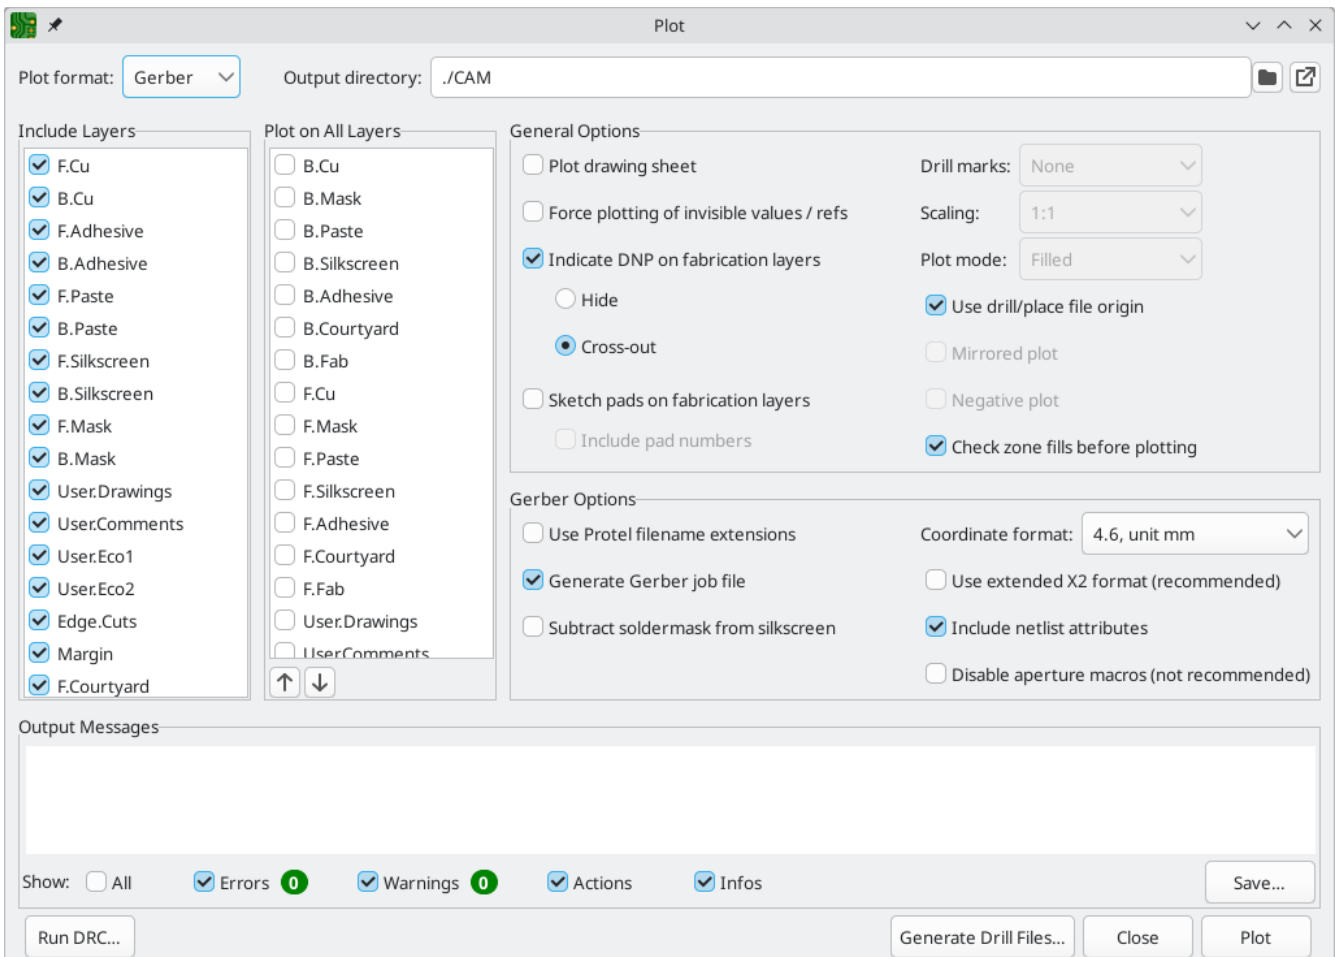 Plot
Plot format: Gerber Output directory: ./CAM
Include Layers
F.Cu
B.Cu
F.Adhesive
B.Adhesive
F.Paste
B.Paste
F.Silkscreen
B.Silkscreen
F.Mask
B.Mask
User.Drawings
User.Comments
User.Eco1
User.Eco2
Edge.Cuts
Margin
F.Courtyard
Plot on All Layers
B.Cu
B.Mask
B.Paste
B.Silkscreen
B.Adhesive
B.Courtyard
B.Fab
F.Cu
F.Mask
F.Paste
F.Silkscreen
F.Adhesive
F.Courtyard
F.Fab
User.Drawings
User.Comments
General Options
Plot drawing sheet
Force plotting of invisible values / refs
Indicate DNP on fabrication layers
Hide
Cross-out
Sketch pads on fabrication layers
Include pad numbers
Drill marks: None
Scaling: 1:1
Plot mode: Filled
Use drill/place file origin
Mirrored plot
Negative plot
Check zone fills before plotting
Gerber Options
Use Protel filename extensions
Generate Gerber job file
Subtract soldermask from silkscreen
Coordinate format: 4.6, unit mm
Use extended X2 format (recommended)
Include netlist attributes
Disable aperture macros (not recommended)
Output Messages
Show: All Errors 0 Warnings 0 Actions Infos Save...
Run DRC... Generate Drill Files... Close Plot